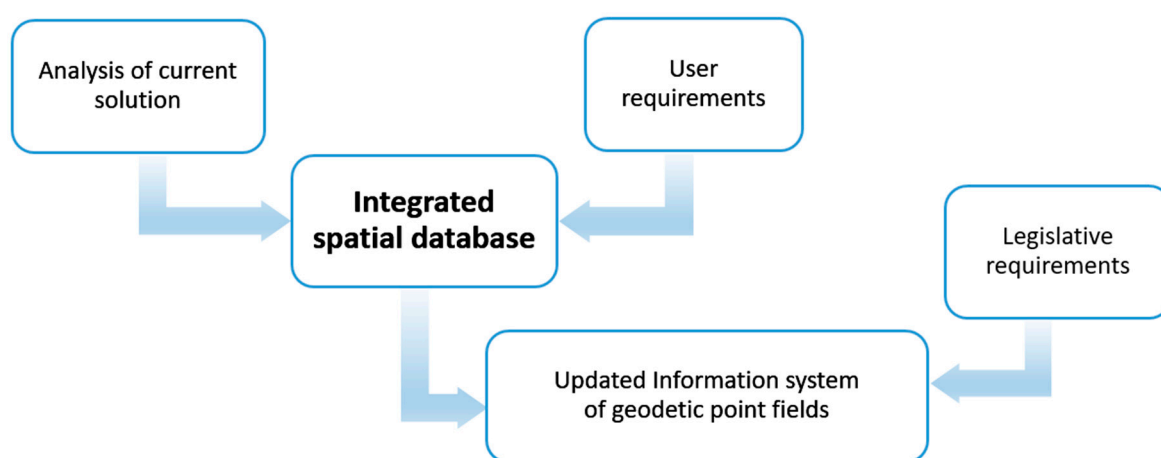 Analysis of current
solution
User
requirements
Integrated
spatial database
Legislative
requirements
Updated Information system
of geodetic point fields